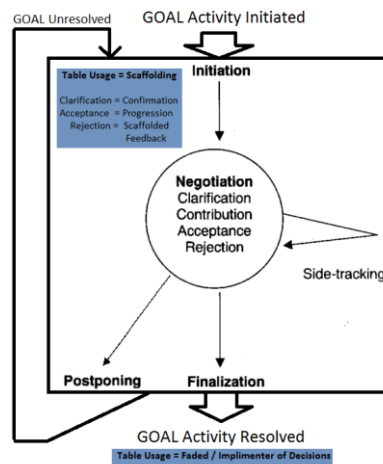 GOAL Unresolved
GOAL Activity Initiated
Table Usage = Scaffolding
Clarification = Confirmation
Acceptance = Progression
Rejection = Scaffolded
Feedback
Initiation
Negotiation
Clarification
Contribution
Acceptance
Rejection
Side-tracking
Postponing
Finalization
GOAL Activity Resolved
Table Usage = Faded / Implimenter of Decisions